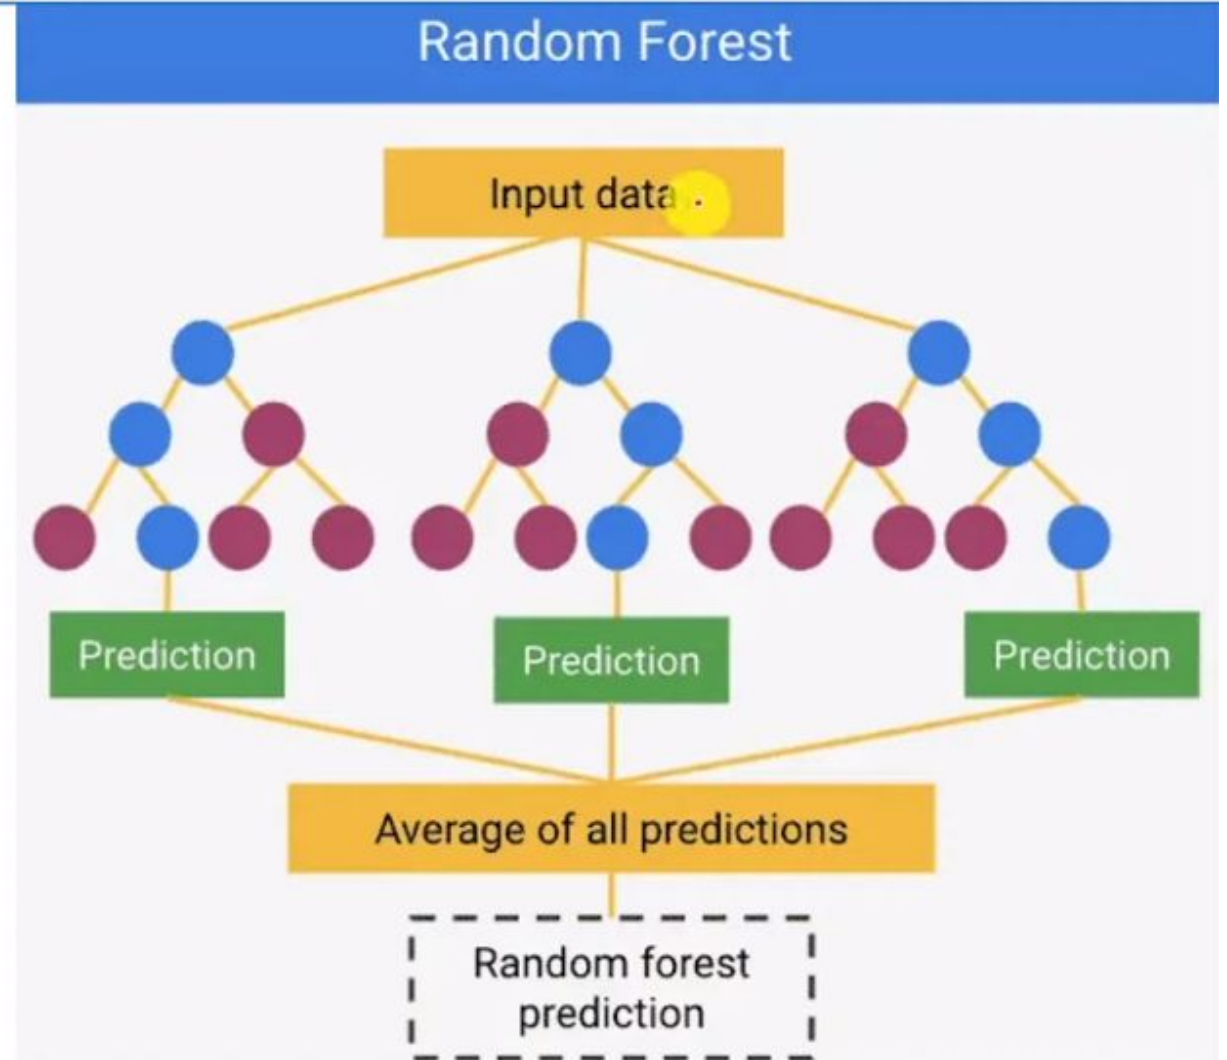 Random Forest
Input data
Prediction
Prediction
Prediction
Average of all predictions
Random forest
prediction